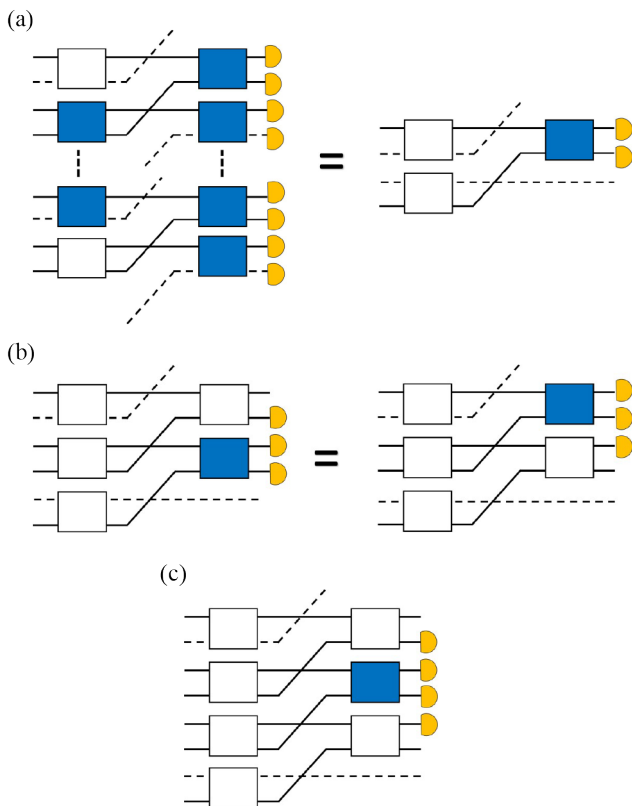 (a)
=
(b)
=
(c)